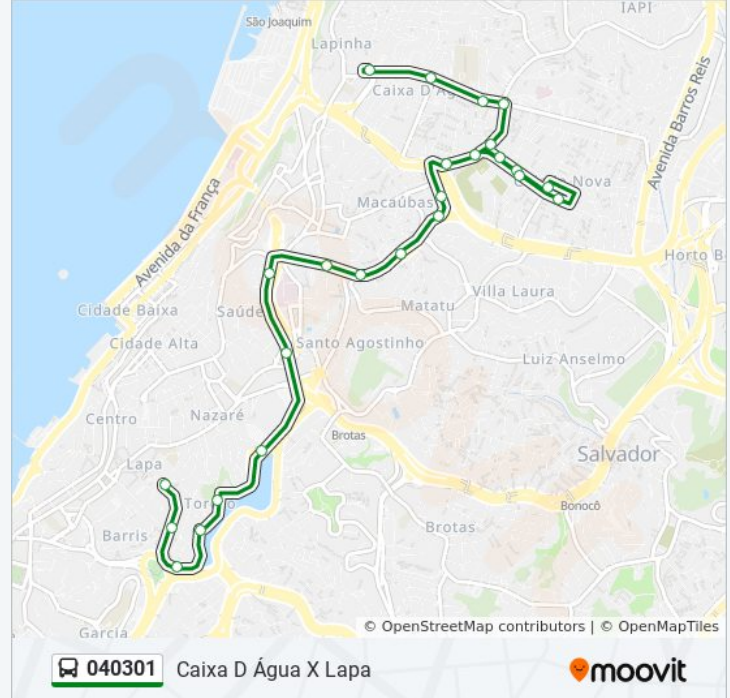 IAPI
São Joaquim
Lapinha
Caixa D'Ág
Avenida Barros Reis
Nova
Macaúbas
Avenida da França
Horto B
Villa Laura
Cidade Baixa
Saúde
Matatu
Cidade Alta
Santo Agostinho
Luiz Anselmo
Centro
Nazaré
Brotas
Salvador
Lapa
Bonocô
Brotas
Barris
Garcia
© OpenStreetMap contributors | © OpenMapTiles
040301 Caixa D Água X Lapa
moovit